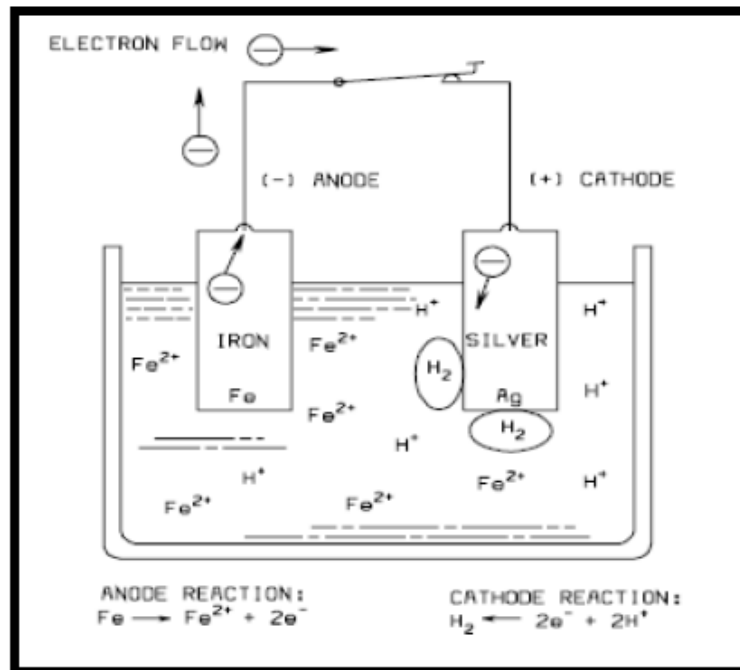 ELECTRON FLOW ⊖ →
⊖
(-) ANODE
(+) CATHODE
⊖
⊖
IRON
SILVER
H⁺
H⁺
Fe²⁺
Fe²⁺
H₂
Fe
Ag
H⁺
Fe²⁺
H₂
H⁺
H⁺
Fe²⁺
Fe²⁺
Fe²⁺
H⁺
ANODE REACTION:
Fe → Fe²⁺ + 2e⁻
CATHODE REACTION:
H₂ ← 2e⁻ + 2H⁺